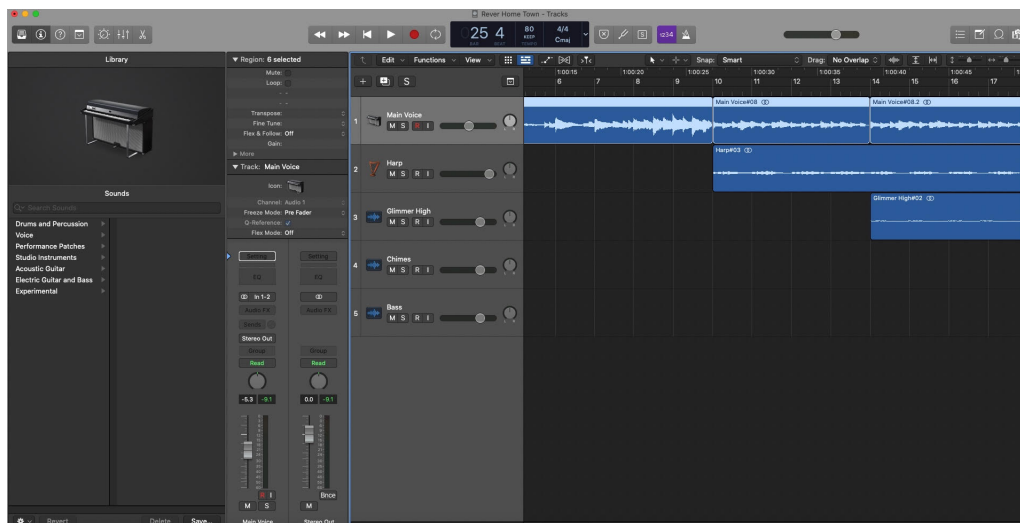 Rever Home Town - Tracks
25 4
BAR BEAT
80
KEEP
TEMPO
4/4
Cmaj
S
1234
Library
Sounds
Search Sounds
Drums and Percussion
Voice
Performance Patches
Studio Instruments
Acoustic Guitar
Electric Guitar and Bass
Experimental
Revert Delete Save...
Region: 6 selected
Mute:
Loop:
Transpose:
Fine Tune:
Flex & Follow: Off
Gain:
More
Track: Main Voice
Icon:
Channel: Audio 1
Freeze Mode: Pre Fader
Q-Reference:
Flex Mode: Off
Setting Setting
EQ EQ
In 1-2
Audio FX Audio FX
Sends
Stereo Out
Group Group
Read Read
-5.3 -9.1 0.0 -9.1
R I Bnce
M S M
Main Voice Stereo Out
Edit Functions View Snap: Smart Drag: No Overlap
S
1:00:15 1:00:20 1:00:25 1:00:30 1:00:35 1:00:40 1:00:45
6 7 8 9 10 11 12 13 14 15 16 17
1 Main Voice
M S R I
Main Voice#08 Main Voice#08.2
2 Harp
M S R I
Harp#03
3 Glimmer High
M S R I
Glimmer High#02
4 Chimes
M S R I
5 Bass
M S R I